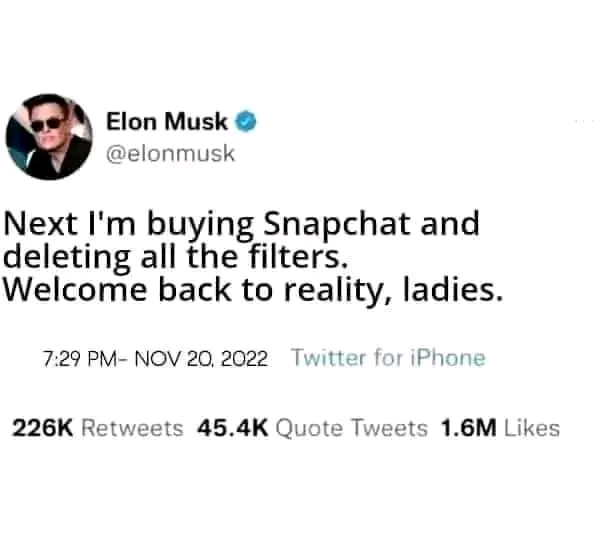 Elon Musk
@elonmusk
Next I'm buying Snapchat and
deleting all the filters.
Welcome back to reality, ladies.
7:29 PM- NOV 20, 2022 Twitter for iPhone
226K Retweets 45.4K Quote Tweets 1.6M Likes